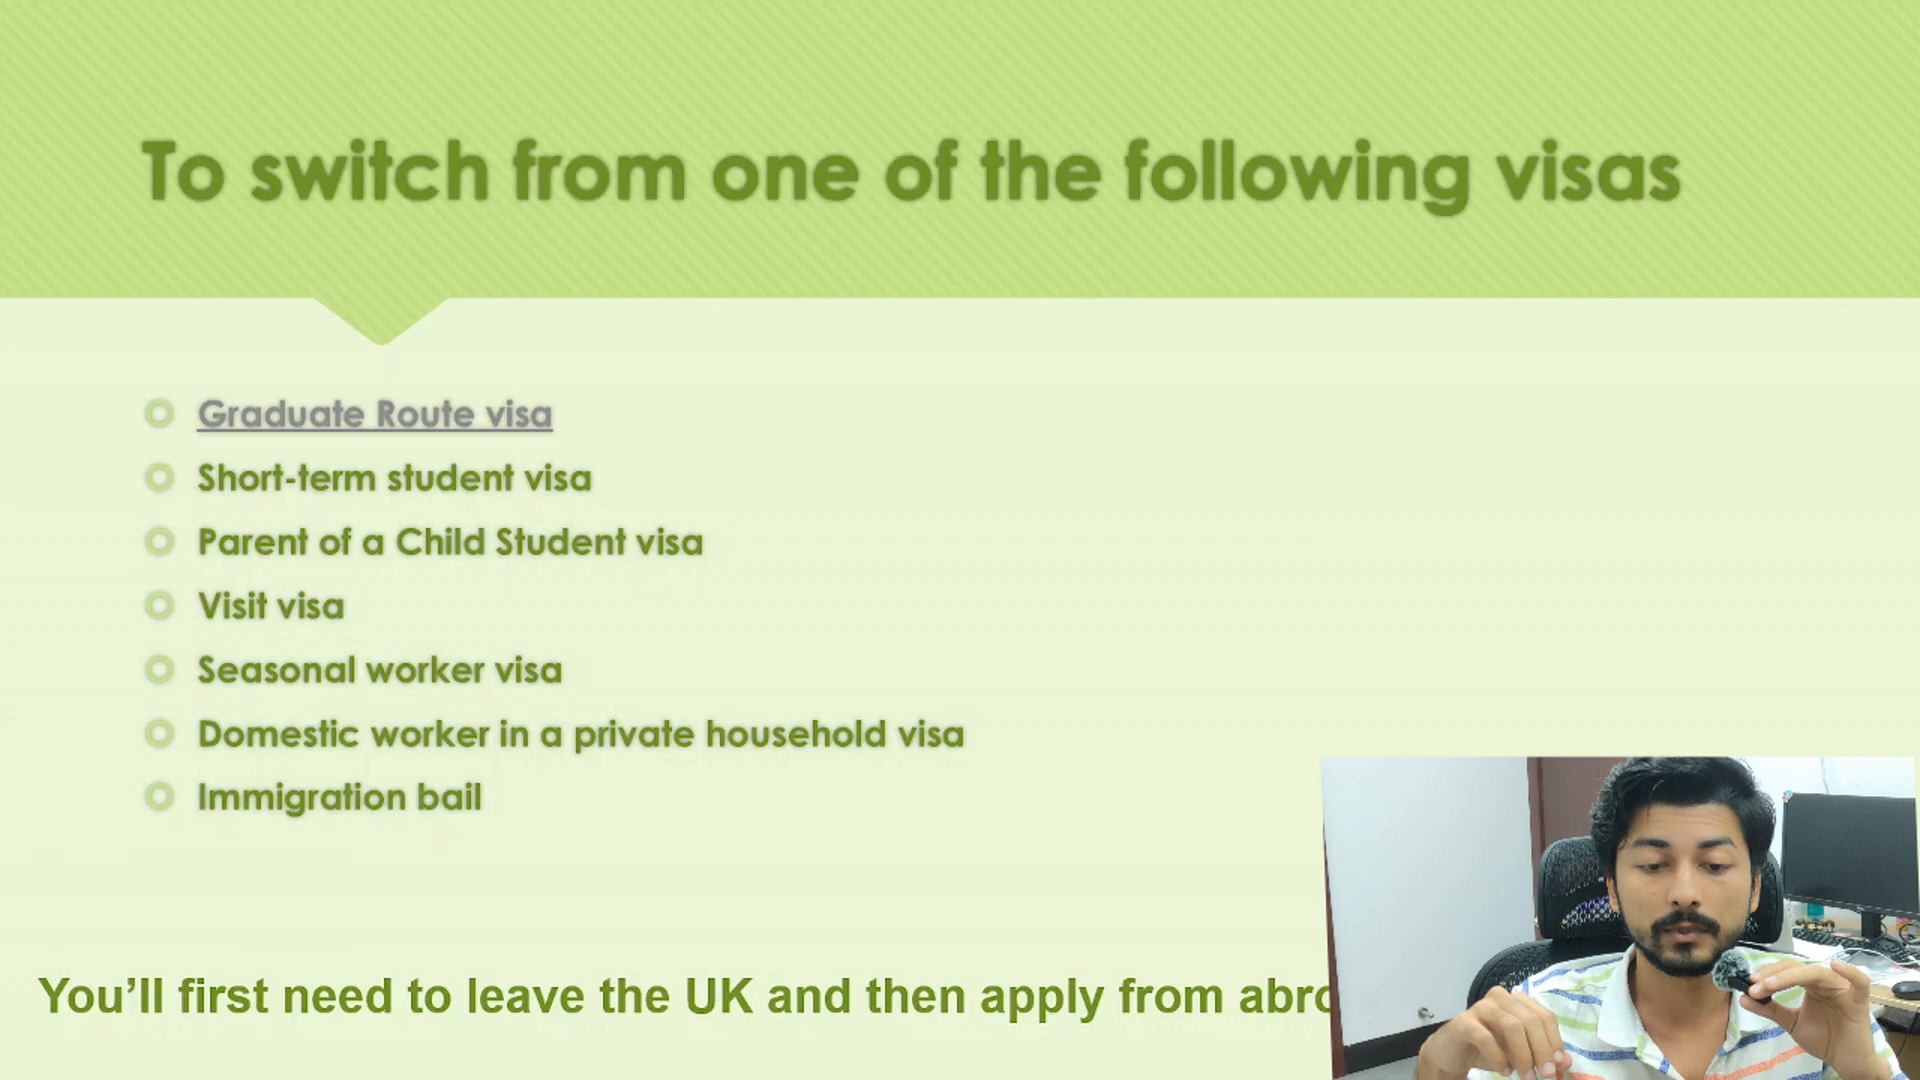 To switch from one of the following visas
Graduate Route visa
Short-term student visa
Parent of a Child Student visa
Visit visa
Seasonal worker visa
Domestic worker in a private household visa
Immigration bail
You’ll first need to leave the UK and then apply from